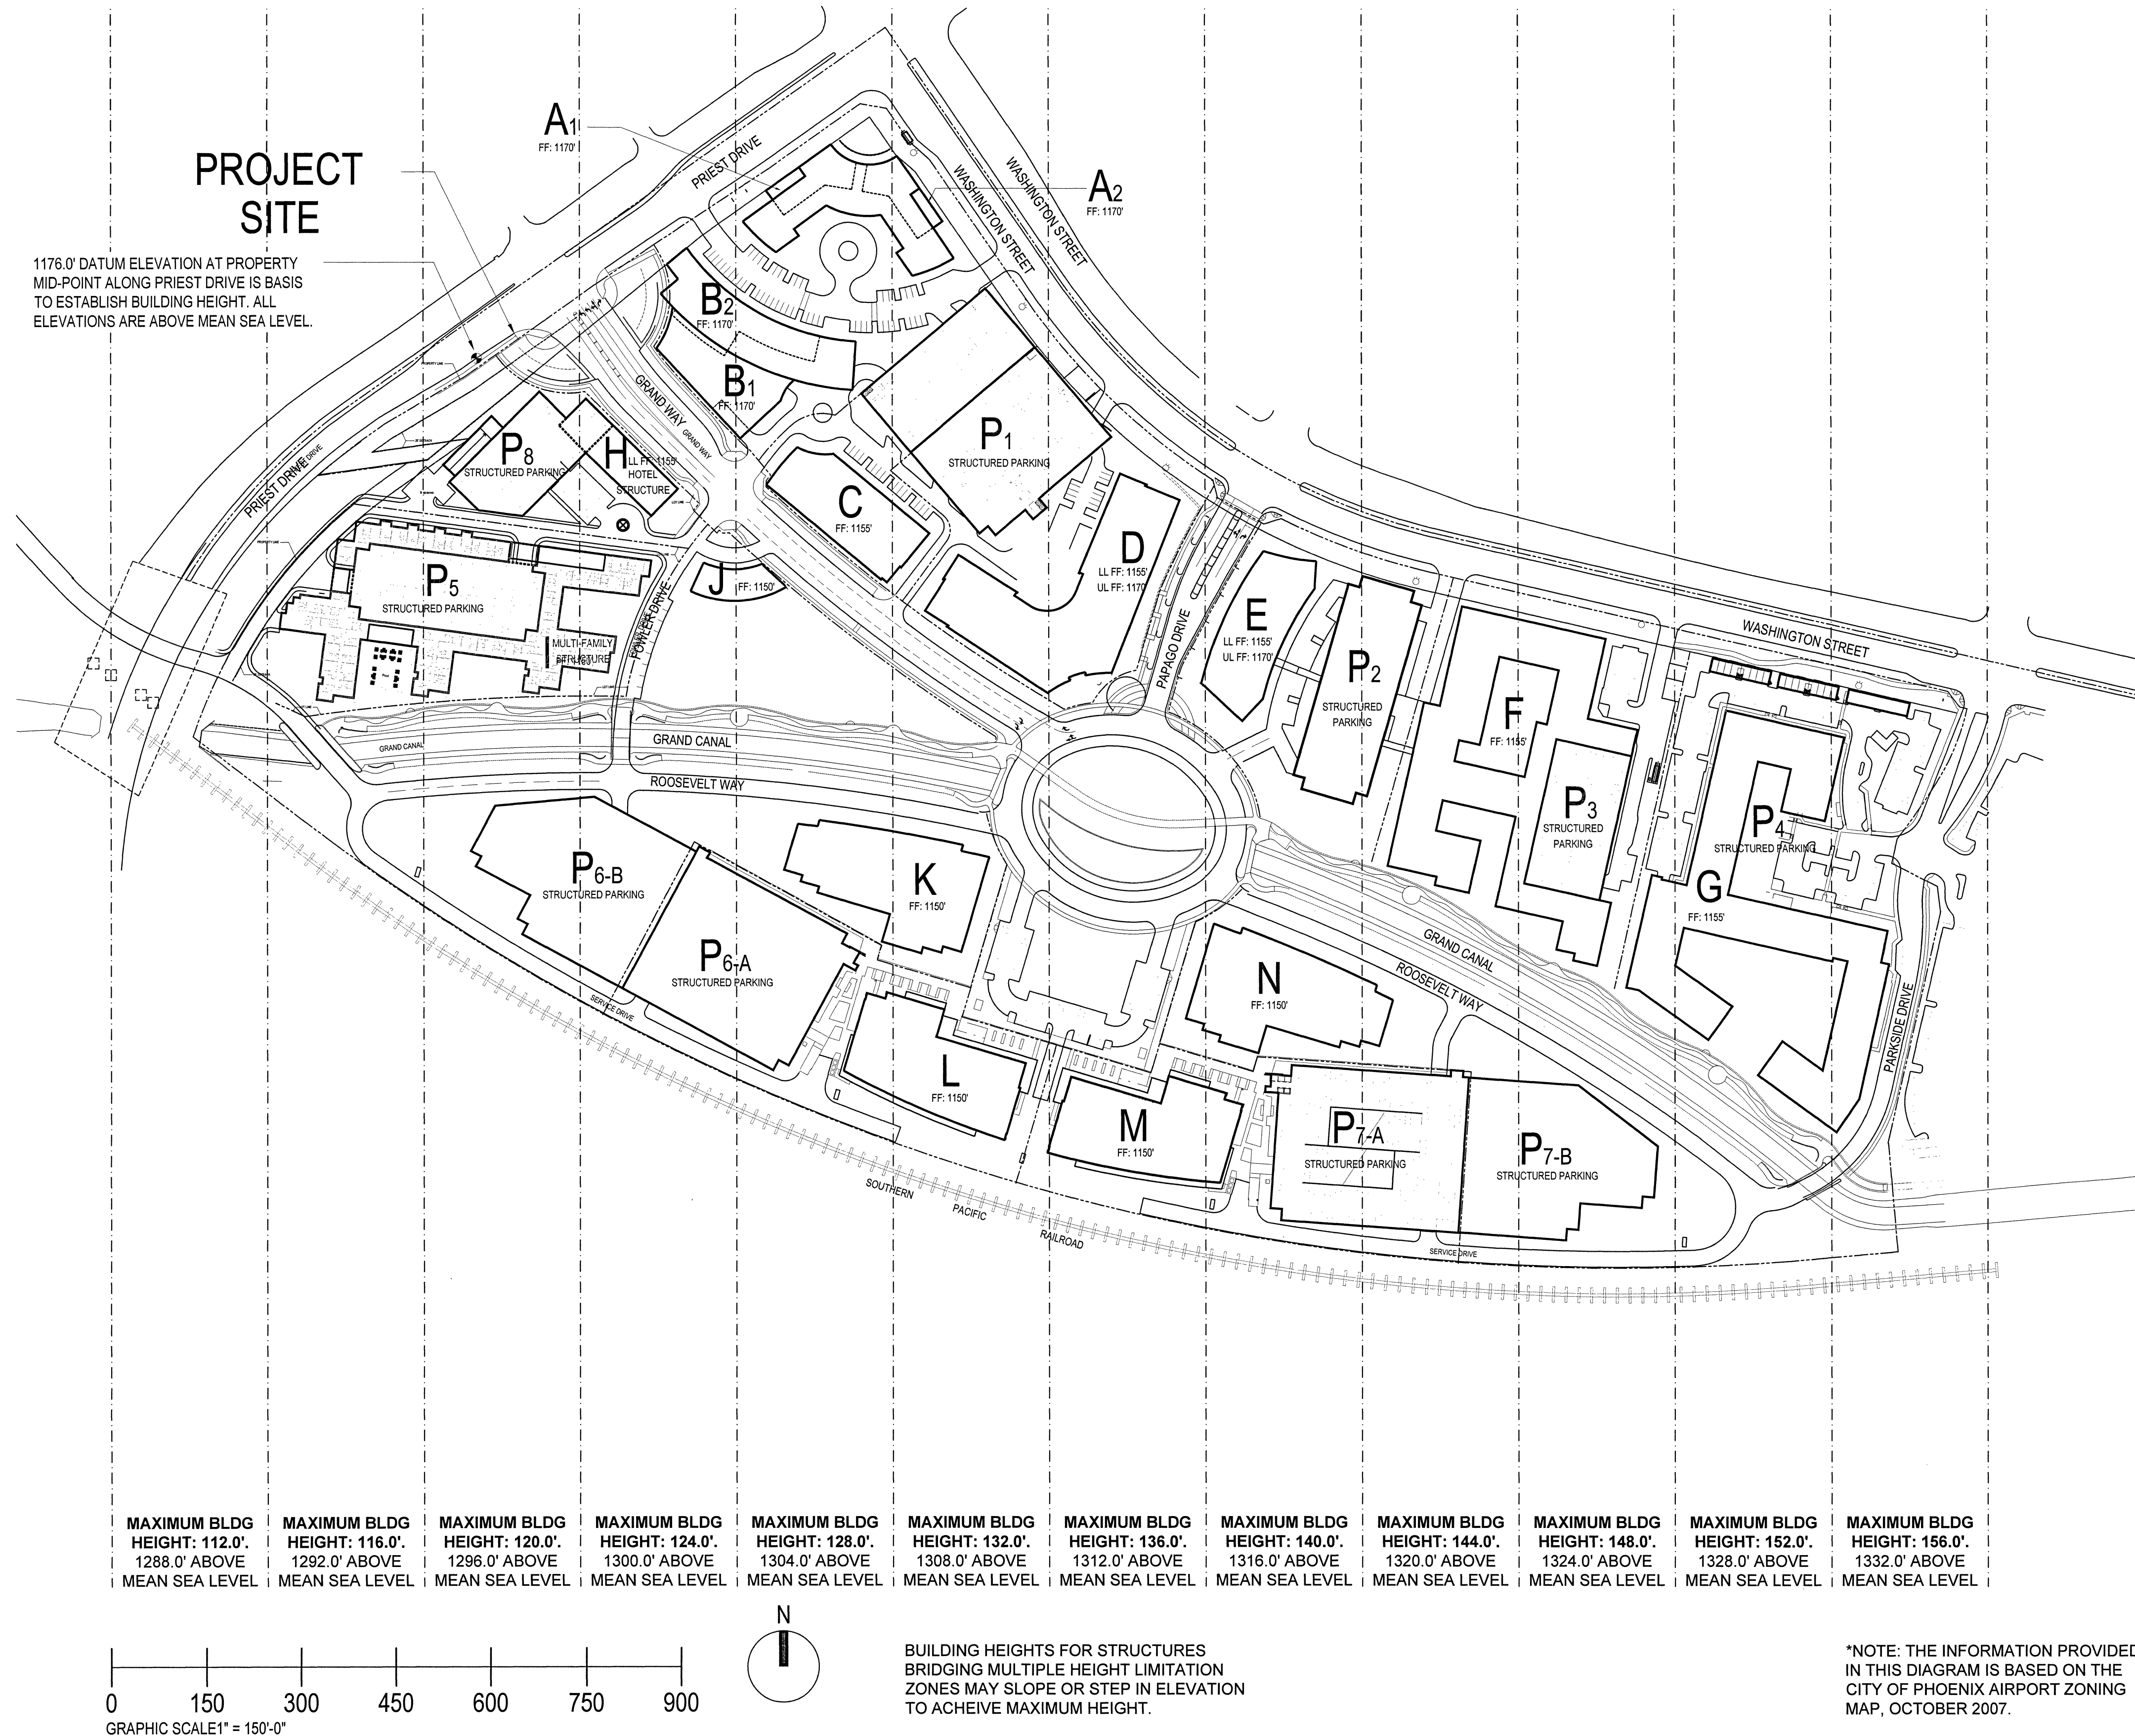 A1
FF: 1170'
PRIEST DRIVE
WASHINGTON STREET
WASHINGTON STREET
A2
FF: 1170'
PROJECT
SITE
1176.0' DATUM ELEVATION AT PROPERTY
MID-POINT ALONG PRIEST DRIVE IS BASIS
TO ESTABLISH BUILDING HEIGHT. ALL
ELEVATIONS ARE ABOVE MEAN SEA LEVEL.
B2
FF: 1170'
B1
FF: 1170'
GRAND WAY
GRAND WAY
PROPERTY LINE
P1
STRUCTURED PARKING
P8
STRUCTURED PARKING
H
LL FF: 1155'
HOTEL
STRUCTURE
LOT LINE
PRIEST DRIVE
C
FF: 1155'
PROPERTY LINE
D
LL FF: 1155'
UL FF: 1170'
P5
STRUCTURED PARKING
J
FF: 1150'
FOWLER DRIVE
MULTI-FAMILY
STRUCTURE
PAPAGO DRIVE
E
LL FF: 1155'
UL FF: 1170'
P2
STRUCTURED
PARKING
WASHINGTON STREET
F
FF: 1155'
GRAND CANAL
GRAND CANAL
ROOSEVELT WAY
P3
STRUCTURED
PARKING
P4
STRUCTURED PARKING
G
FF: 1155'
P6-B
STRUCTURED PARKING
K
FF: 1150'
P6-A
STRUCTURED PARKING
SERVICE DRIVE
GRAND CANAL
ROOSEVELT WAY
N
FF: 1150'
PARKSIDE DRIVE
L
FF: 1150'
M
FF: 1150'
P7-A
STRUCTURED PARKING
P7-B
STRUCTURED PARKING
SOUTHERN
PACIFIC
RAILROAD
SERVICE DRIVE
MAXIMUM BLDG
HEIGHT: 112.0'.
1288.0' ABOVE
MEAN SEA LEVEL
MAXIMUM BLDG
HEIGHT: 116.0'.
1292.0' ABOVE
MEAN SEA LEVEL
MAXIMUM BLDG
HEIGHT: 120.0'.
1296.0' ABOVE
MEAN SEA LEVEL
MAXIMUM BLDG
HEIGHT: 124.0'.
1300.0' ABOVE
MEAN SEA LEVEL
MAXIMUM BLDG
HEIGHT: 128.0'.
1304.0' ABOVE
MEAN SEA LEVEL
MAXIMUM BLDG
HEIGHT: 132.0'.
1308.0' ABOVE
MEAN SEA LEVEL
MAXIMUM BLDG
HEIGHT: 136.0'.
1312.0' ABOVE
MEAN SEA LEVEL
MAXIMUM BLDG
HEIGHT: 140.0'.
1316.0' ABOVE
MEAN SEA LEVEL
MAXIMUM BLDG
HEIGHT: 144.0'.
1320.0' ABOVE
MEAN SEA LEVEL
MAXIMUM BLDG
HEIGHT: 148.0'.
1324.0' ABOVE
MEAN SEA LEVEL
MAXIMUM BLDG
HEIGHT: 152.0'.
1328.0' ABOVE
MEAN SEA LEVEL
MAXIMUM BLDG
HEIGHT: 156.0'.
1332.0' ABOVE
MEAN SEA LEVEL
0 150 300 450 600 750 900
GRAPHIC SCALE1" = 150'-0"
N
BUILDING HEIGHTS FOR STRUCTURES
BRIDGING MULTIPLE HEIGHT LIMITATION
ZONES MAY SLOPE OR STEP IN ELEVATION
TO ACHEIVE MAXIMUM HEIGHT.
*NOTE: THE INFORMATION PROVIDED
IN THIS DIAGRAM IS BASED ON THE
CITY OF PHOENIX AIRPORT ZONING
MAP, OCTOBER 2007.